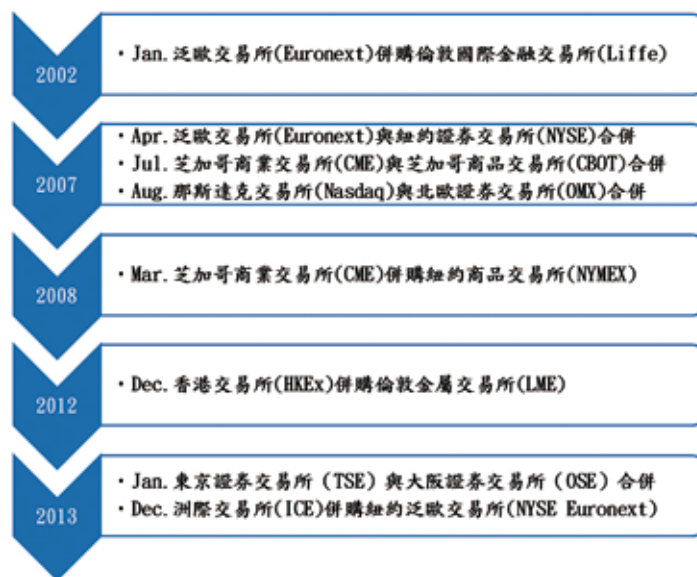 2002
・Jan.泛歐交易所(Euronext)併購倫敦國際金融交易所(Liffe)
2007
・Apr.泛歐交易所(Euronext)與紐約證券交易所(NYSE)合併
・Jul.芝加哥商業交易所(CME)與芝加哥商品交易所(CBOT)合併
・Aug.那斯達克交易所(Nasdaq)與北歐證券交易所(OMX)合併
2008
・Mar.芝加哥商業交易所(CME)併購紐約商品交易所(NYMEX)
2012
・Dec.香港交易所(HKEx)併購倫敦金屬交易所(LME)
2013
・Jan.東京證券交易所（TSE）與大阪證券交易所（OSE）合併
・Dec.洲際交易所(ICE)併購紐約泛歐交易所(NYSE Euronext)